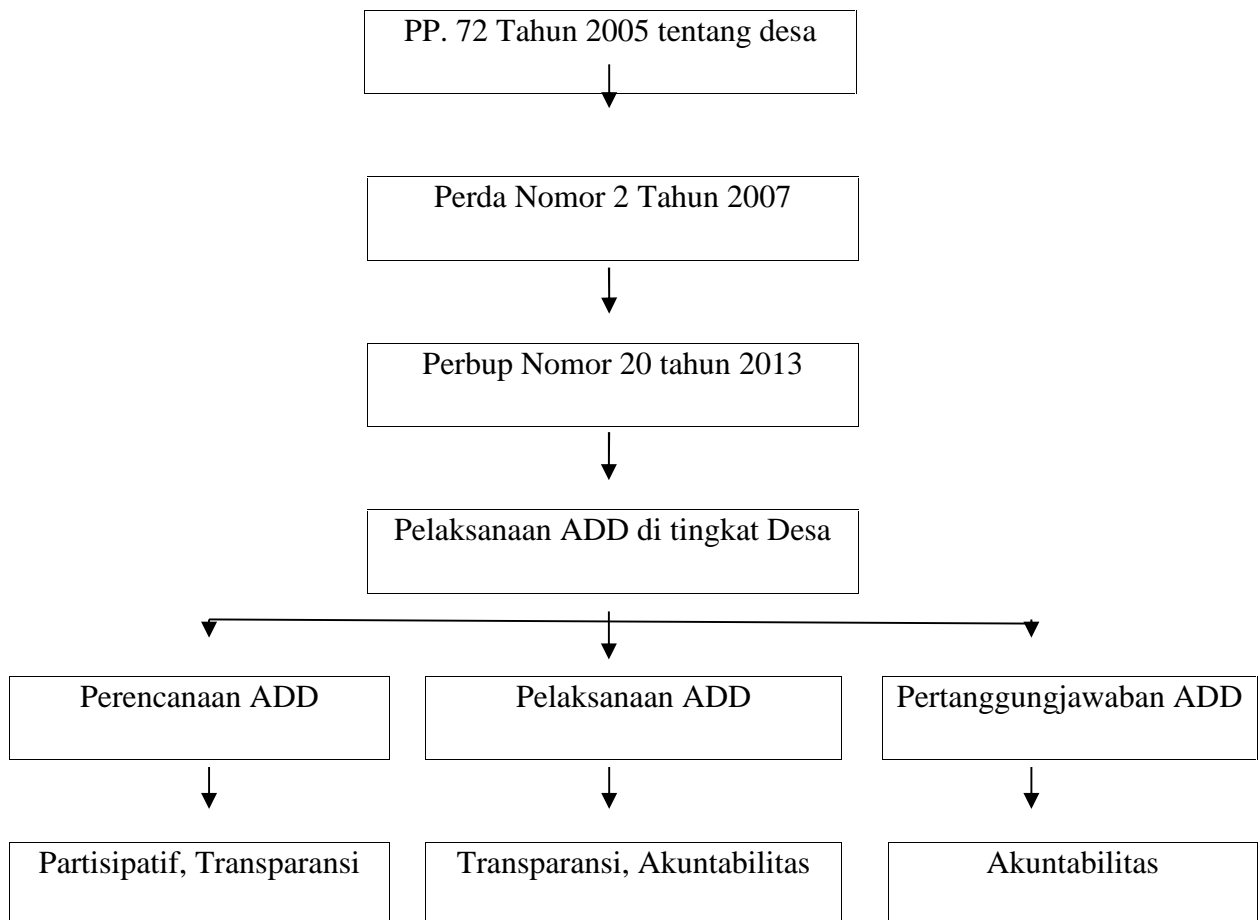 PP. 72 Tahun 2005 tentang desa
Perda Nomor 2 Tahun 2007
Perbup Nomor 20 tahun 2013
Pelaksanaan ADD di tingkat Desa
Perencanaan ADD
Pelaksanaan ADD
Pertanggungjawaban ADD
Partisipatif, Transparansi
Transparansi, Akuntabilitas
Akuntabilitas